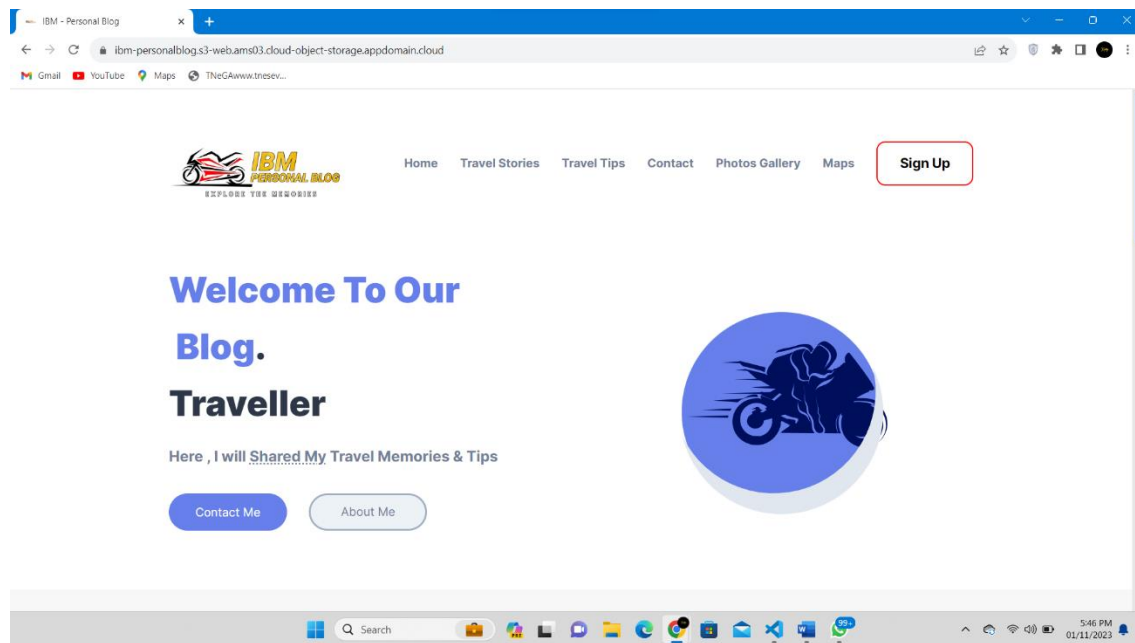 IBM - Personal Blog
ibm-personalblog.s3-web.ams03.cloud-object-storage.appdomain.cloud
Gmail YouTube Maps TNeGAwww.tnesev...
IBM
PERSONAL BLOG
EXPLORE THE MEMORIES
Home Travel Stories Travel Tips Contact Photos Gallery Maps Sign Up
Welcome To Our
Blog.
Traveller
Here , I will Shared My Travel Memories & Tips
Contact Me About Me
Search
99+
5:46 PM
01/11/2023